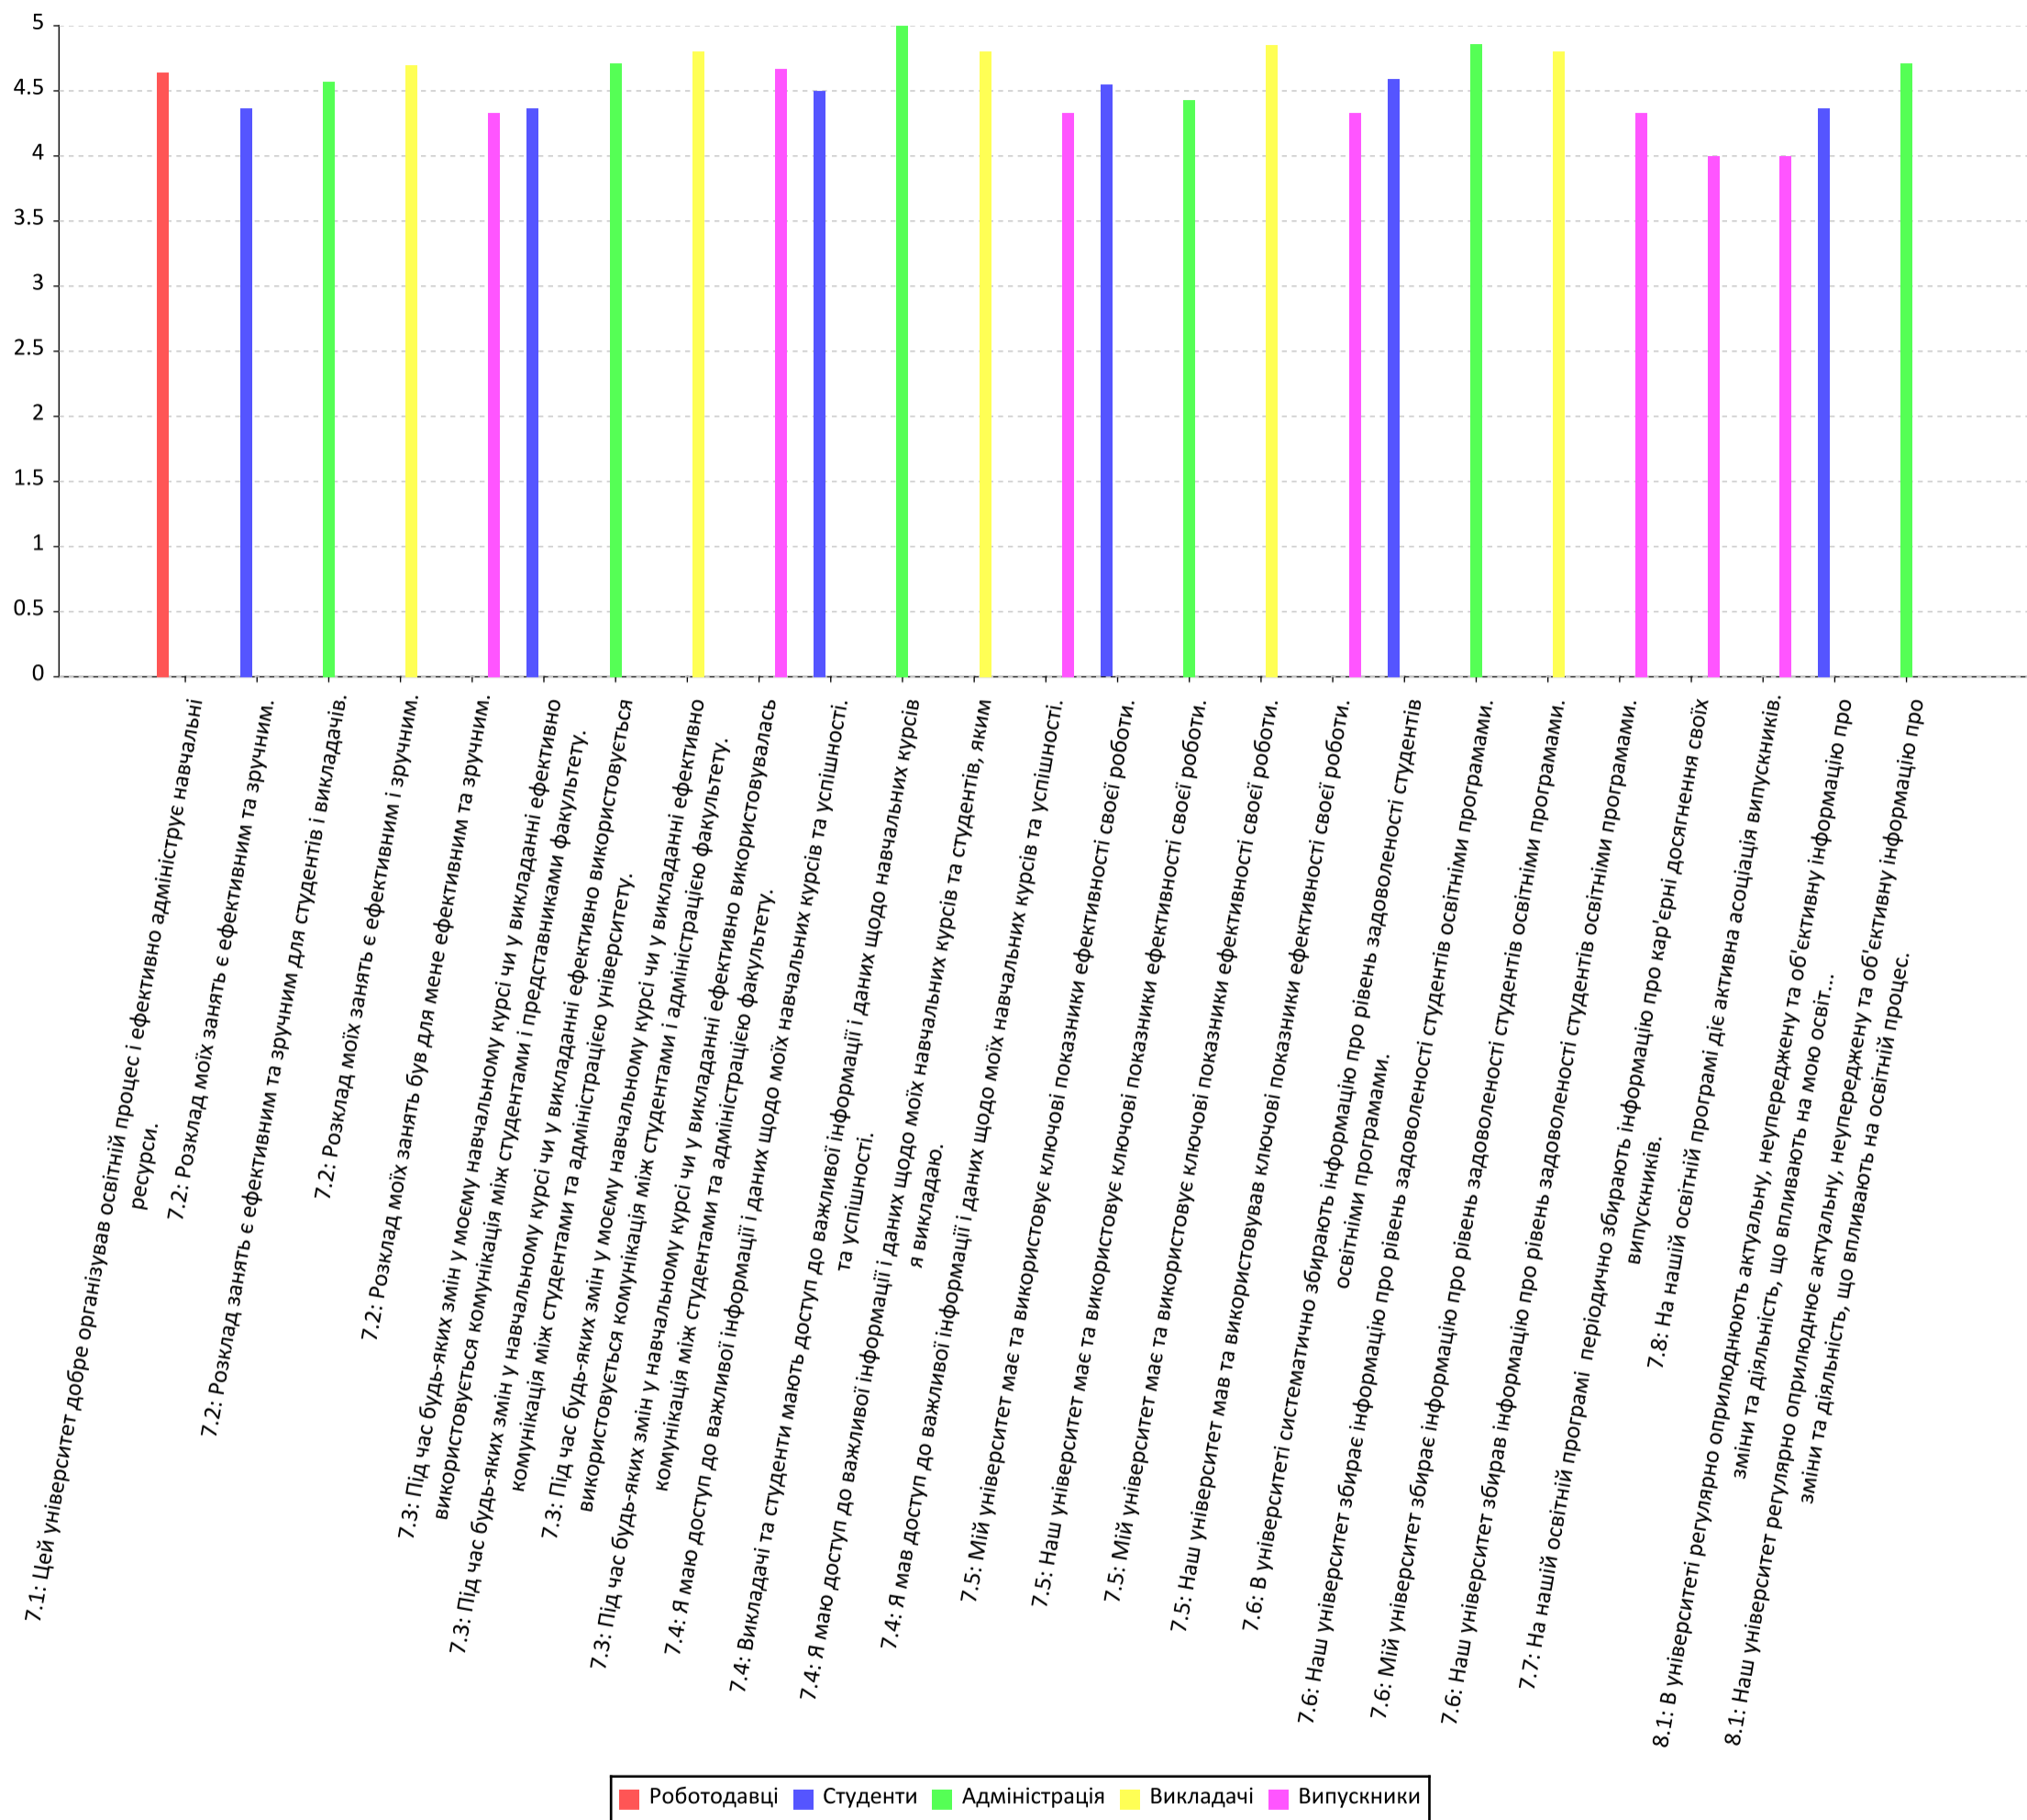 5
4.5
4
3.5
3
2.5
2
1.5
1
0.5
0
7.1: Цей університет добре організував освітній процес і ефективно адмініструє навчальні
ресурси.
7.2: Розклад моїх занять є ефективним та зручним.
7.2: Розклад занять є ефективним та зручним для студентів і викладачів.
7.2: Розклад моїх занять є ефективним і зручним.
7.2: Розклад моїх занять був для мене ефективним та зручним.
7.3: Під час будь-яких змін у моєму навчальному курсі чи у викладанні ефективно
використовується комунікація між студентами і представниками факультету.
7.3: Під час будь-яких змін у навчальному курсі чи у викладанні ефективно використовується
комунікація між студентами та адміністрацією університету.
7.3: Під час будь-яких змін у моєму навчальному курсі чи у викладанні ефективно
використовується комунікація між студентами і адміністрацією факультету.
7.3: Під час будь-яких змін у навчальному курсі чи у викладанні ефективно використовувалась
комунікація між студентами та адміністрацією факультету.
7.4: Я маю доступ до важливої інформації і даних щодо моїх навчальних курсів та успішності.
7.4: Викладачі та студенти мають доступ до важливої інформації і даних щодо навчальних курсів
та успішності.
7.4: Я маю доступ до важливої інформації і даних щодо моїх навчальних курсів та студентів, яким
я викладаю.
7.4: Я мав доступ до важливої інформації і даних щодо моїх навчальних курсів та успішності.
7.5: Мій університет має та використовує ключові показники ефективності своєї роботи.
7.5: Наш університет має та використовує ключові показники ефективності своєї роботи.
7.5: Мій університет має та використовує ключові показники ефективності своєї роботи.
7.5: Наш університет мав та використовував ключові показники ефективності своєї роботи.
7.6: В університеті систематично збирають інформацію про рівень задоволеності студентів
освітніми програмами.
7.6: Наш університет збирає інформацію про рівень задоволеності студентів освітніми програмами.
7.6: Мій університет збирає інформацію про рівень задоволеності студентів освітніми програмами.
7.6: Наш університет збирав інформацію про рівень задоволеності студентів освітніми програмами.
7.7: На нашій освітній програмі періодично збирають інформацію про кар'єрні досягнення своїх
випускників.
7.8: На нашій освітній програмі діє активна асоціація випускників.
8.1: В університеті регулярно оприлюднюють актуальну, неупереджену та об'єктивну інформацію про
зміни та діяльність, що впливають на мою освіт...
8.1: Наш університет регулярно оприлюднює актуальну, неупереджену та об'єктивну інформацію про
зміни та діяльність, що впливають на освітній процес.
Роботодавці Студенти Адміністрація Викладачі Випускники